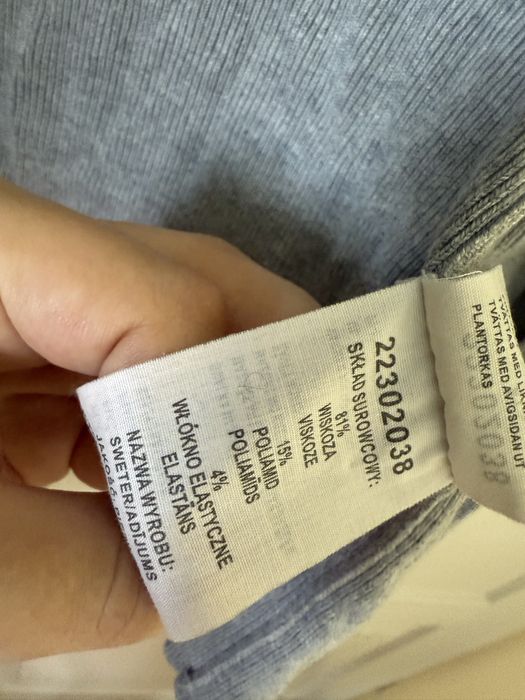 22302038
SKŁAD SUROWCOWY:
81%
WISKOZA
VISKOZE
15%
POLIAMID
POLIAMĪDS
4%
WŁÓKNO ELASTYCZNE
ELASTĀNS
NAZWA WYROBU:
SWETER/ADĪJUMS
TVÄTTAS MED
TVÄTTAS MED AVIGSIDAN UT
PLANTORKAS